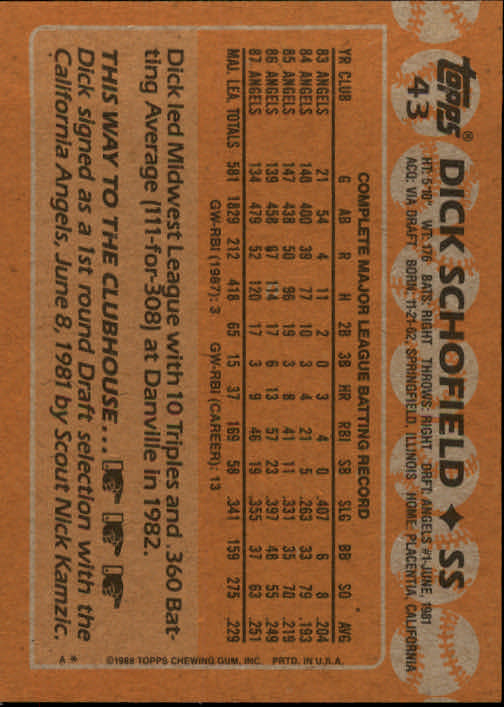 topps®
43
DICK SCHOFIELD ♦ SS
HT: 5'10" WT: 176 BATS: RIGHT THROWS: RIGHT DRFT: ANGELS #1-JUNE, 1981
ACQ: VIA DRAFT BORN: 11-21-62, SPRINGFIELD, ILLINOIS HOME: PLACENTIA, CALIFORNIA
COMPLETE MAJOR LEAGUE BATTING RECORD
YR CLUB G AB R H 2B 3B HR RBI SB SLG BB SO AVG
83 ANGELS 21 54 4 11 2 0 3 4 0 .407 6 8 .204
84 ANGELS 140 400 39 77 10 3 4 21 5 .263 33 79 .193
85 ANGELS 147 438 50 96 19 3 8 41 11 .331 35 70 .219
86 ANGELS 139 458 67 114 17 6 13 57 23 .397 48 55 .249
87 ANGELS 134 479 52 120 17 3 9 46 19 .355 37 63 .251
MAJ. LEA. TOTALS 581 1829 212 418 65 15 37 169 58 .341 159 275 .229
GW-RBI (1987): 3 GW-RBI (CAREER): 13
Dick led Midwest League with 10 Triples and .360 Bat-
ting Average (111-for-308) at Danville in 1982.
THIS WAY TO THE CLUBHOUSE...
Dick signed as a 1st round Draft selection with the
California Angels, June 8, 1981 by Scout Nick Kamzic.
A * ©1988 TOPPS CHEWING GUM, INC. PRTD. IN U.S.A.